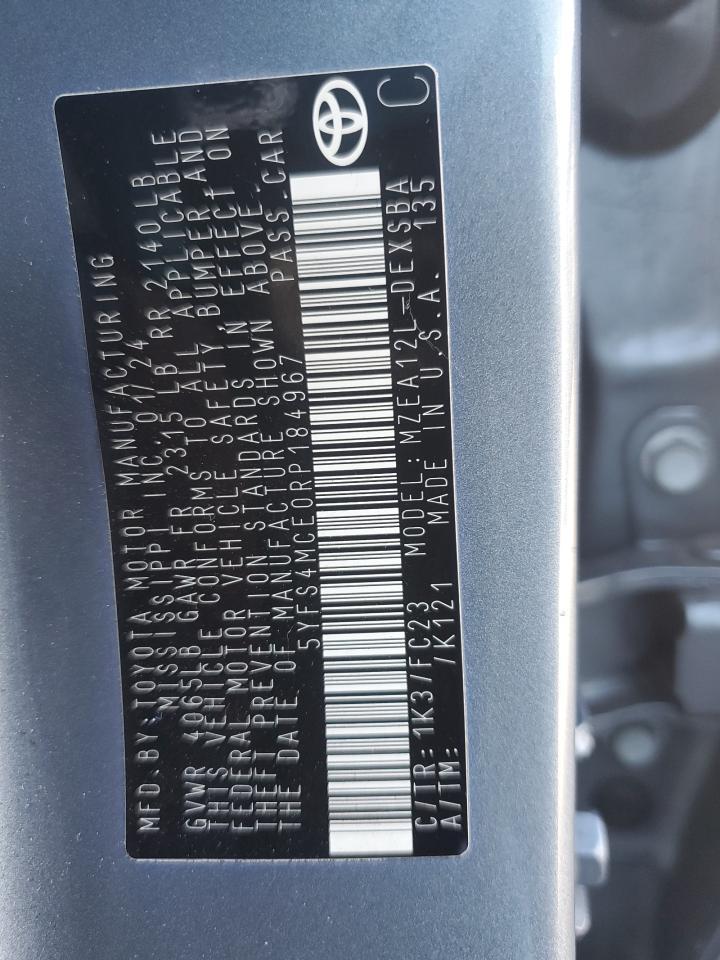 MFD.BY TOYOTA MOTOR MANUFACTURING
MISSISSIPPI INC. 01/24
GVWR 4065LB GAWR FR 2315 LB RR 2140LB
THIS VEHICLE CONFORMS TO ALL APPLICABLE
FEDERAL MOTOR VEHICLE SAFETY, BUMPER, AND
THEFT PREVENTION STANDARDS IN EFFECT ON
THE DATE OF MANUFACTURE SHOWN ABOVE.
5YFS4MCE0RP184967 PASS.CAR
C/TR: 1K3/FC23 MODEL: MZEA12L-DEXSBA
A/TM: /K121 MADE IN U.S.A. 135
C